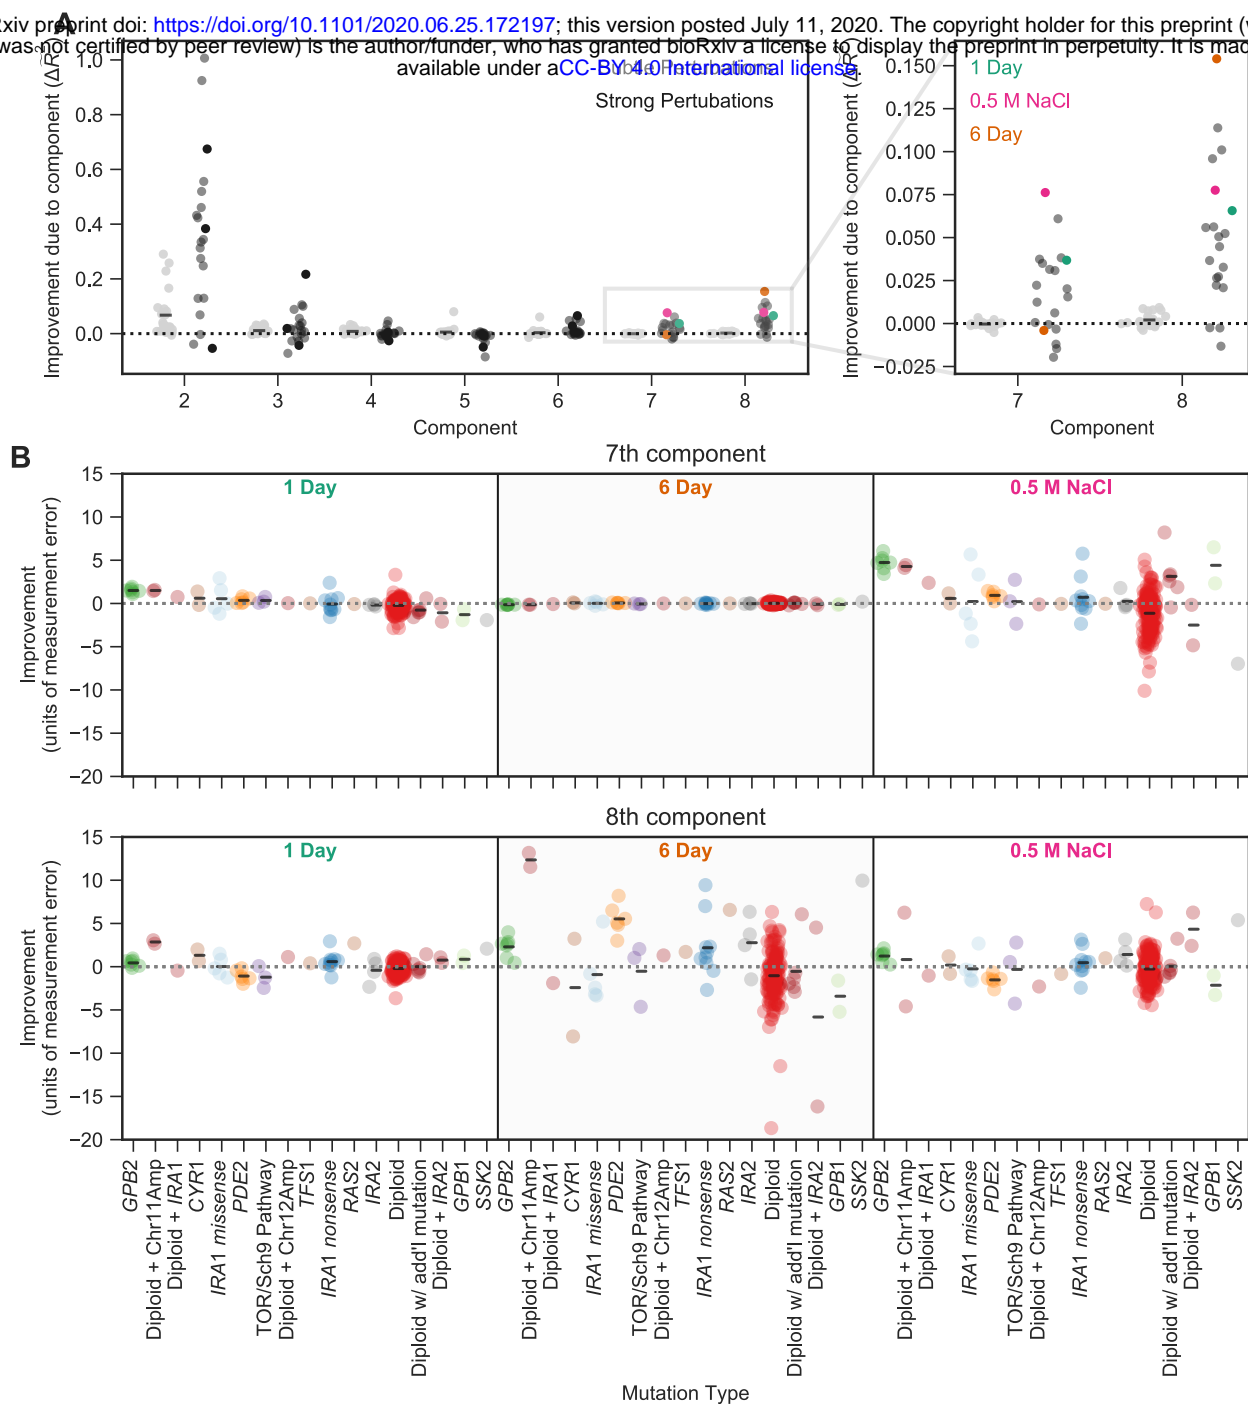 Rxiv preprint doi: https://doi.org/10.1101/2020.06.25.172197; this version posted July 11, 2020. The copyright holder for this preprint (
was not certified by peer review) is the author/funder, who has granted bioRxiv a license to display the preprint in perpetuity. It is
available under aCC-BY 4.0 International license.
A
Improvement due to component (ΔR²)
1.0
0.8
0.6
0.4
0.2
0.0
Strong Pertubations
2 3 4 5 6 7 8
Component
Improvement due to component (ΔR²)
0.150
0.125
0.100
0.075
0.050
0.025
0.000
−0.025
1 Day
0.5 M NaCl
6 Day
7 8
Component
B
7th component
Improvement
(units of measurement error)
15
10
5
0
−5
−10
−15
−20
1 Day
6 Day
0.5 M NaCl
8th component
Improvement
(units of measurement error)
15
10
5
0
−5
−10
−15
−20
1 Day
6 Day
0.5 M NaCl
GPB2
Diploid + Chr11Amp
Diploid + IRA1
CYR1
IRA1 missense
PDE2
TOR/Sch9 Pathway
Diploid + Chr12Amp
TFS1
IRA1 nonsense
RAS2
IRA2
Diploid
Diploid w/ add'l mutation
Diploid + IRA2
GPB1
SSK2
GPB2
Diploid + Chr11Amp
Diploid + IRA1
CYR1
IRA1 missense
PDE2
TOR/Sch9 Pathway
Diploid + Chr12Amp
TFS1
IRA1 nonsense
RAS2
IRA2
Diploid
Diploid w/ add'l mutation
Diploid + IRA2
GPB1
SSK2
GPB2
Diploid + Chr11Amp
Diploid + IRA1
CYR1
IRA1 missense
PDE2
TOR/Sch9 Pathway
Diploid + Chr12Amp
TFS1
IRA1 nonsense
RAS2
IRA2
Diploid
Diploid w/ add'l mutation
Diploid + IRA2
GPB1
SSK2
Mutation Type